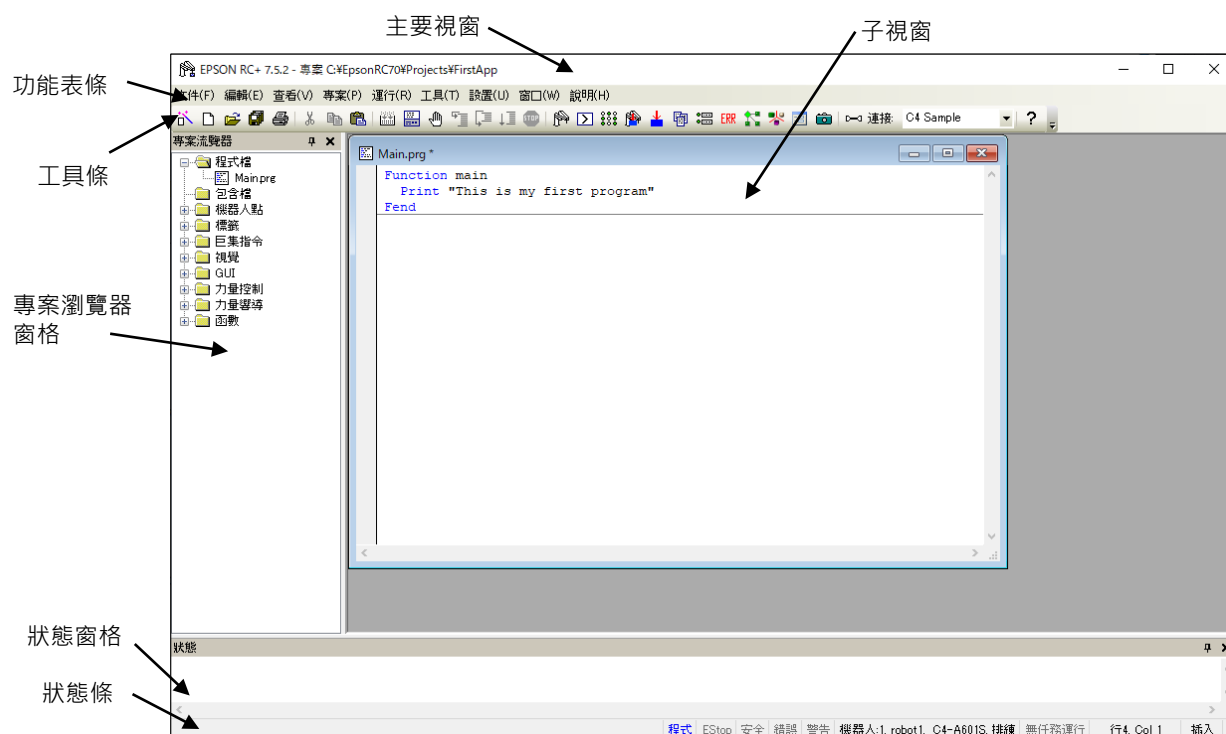 主要視窗
子視窗
功能表條
EPSON RC+ 7.5.2 - 專案 C:¥EpsonRC70¥Projects¥FirstApp
文件(F) 編輯(E) 查看(V) 專案(P) 運行(R) 工具(T) 設置(U) 窗口(W) 說明(H)
ERR 連接: C4 Sample ?
工具條
專案流覽器
程式檔
Main.prg
包含檔
機器人點
標籤
巨集指令
視覺
GUI
力量控制
力量嚮導
函數
Main.prg *
Function main
Print "This is my first program"
Fend
專案瀏覽器
窗格
狀態窗格
狀態
狀態條
程式 EStop 安全 錯誤 警告 機器人:1, robot1, C4-A601S, 排練 無任務運行 行4, Col 1 插入